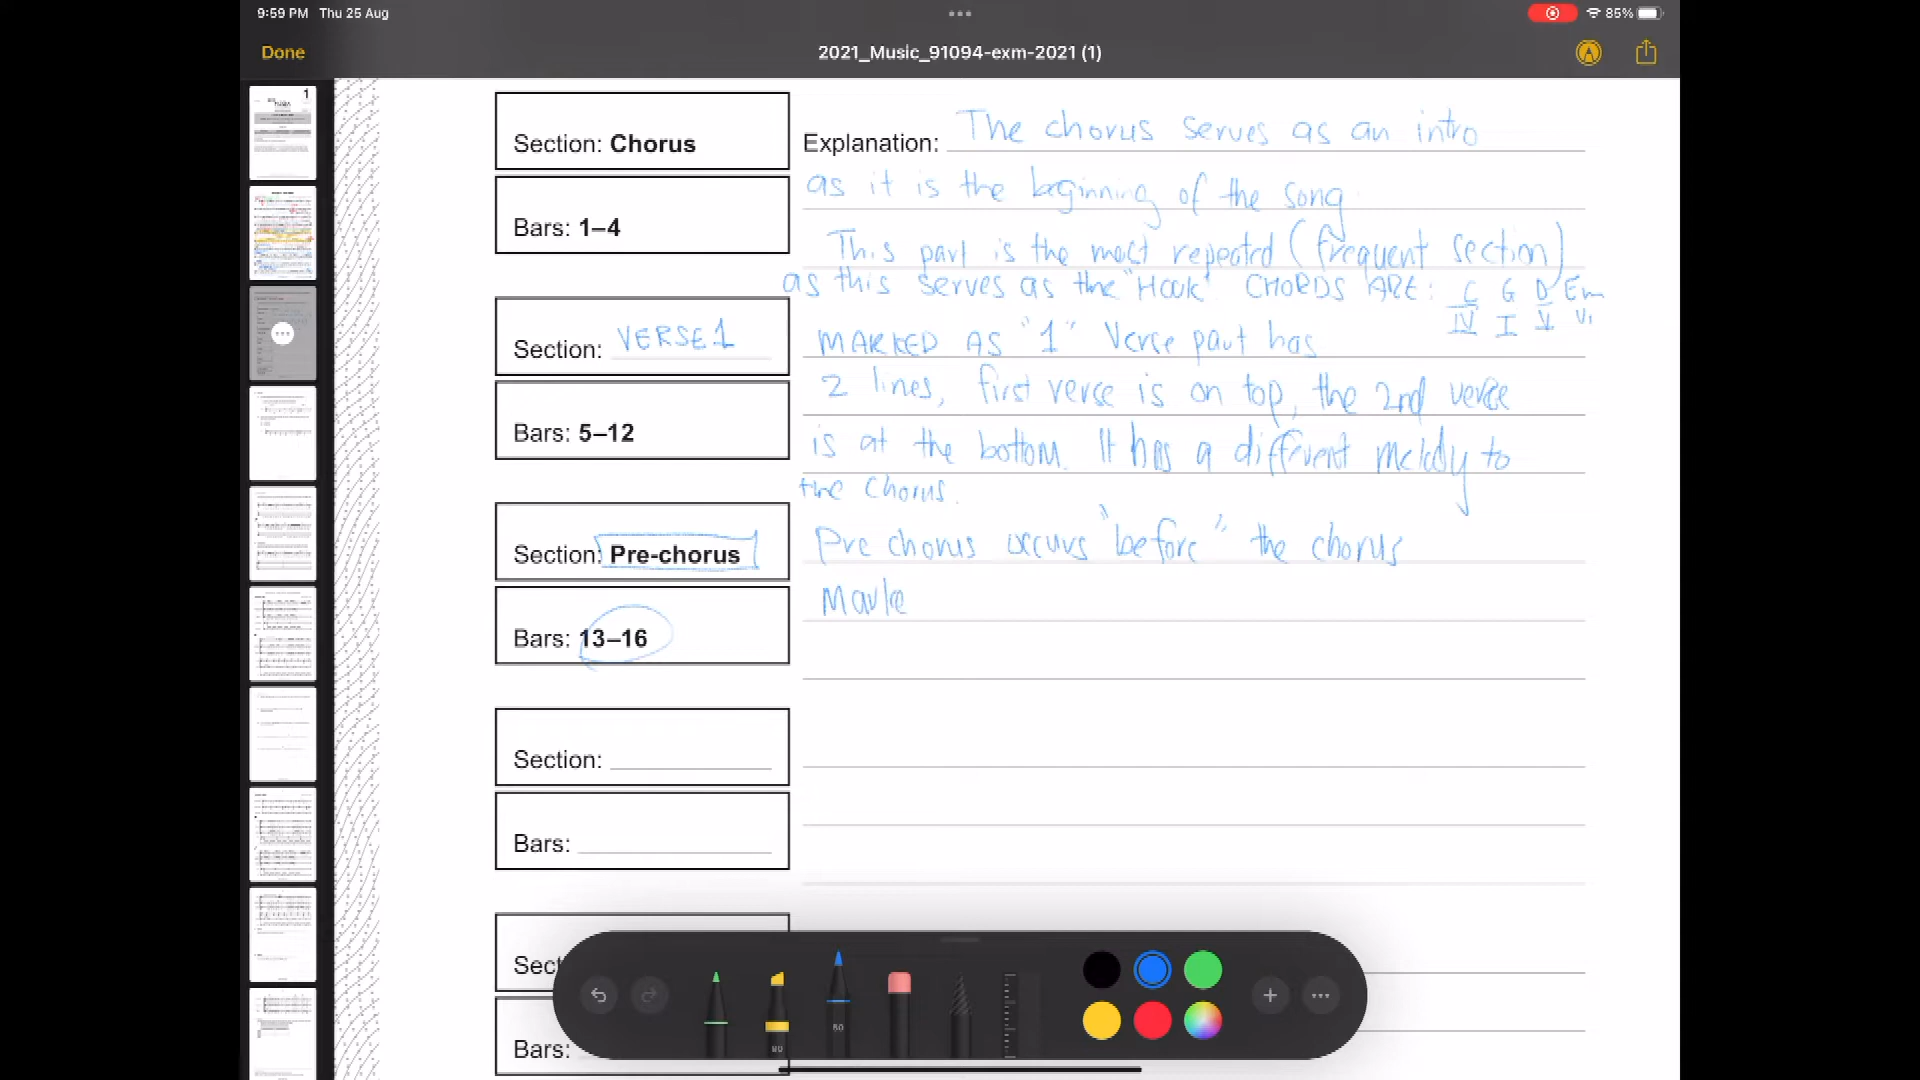 9:59 PM Thu 25 Aug
85%
Done
2021_Music_91094-exm-2021 (1)
1
Section: Chorus
Explanation: The chorus serves as an intro
as it is the beginning of the song
Bars: 1–4
This part is the most repeated (frequent section)
as this serves as the "Hook" CHORDS ARE: C G D Em
IV I V VI
Section: VERSE 1
MARKED AS "1" Verse part has
2 lines, first verse is on top, the 2nd verse
Bars: 5–12
is at the bottom. It has a different melody to
the chorus.
Section: Pre-chorus
Pre chorus occurs "before" the chorus
Marke
Bars: 13–16
Section:
Bars:
Sect
Bars:
80
80